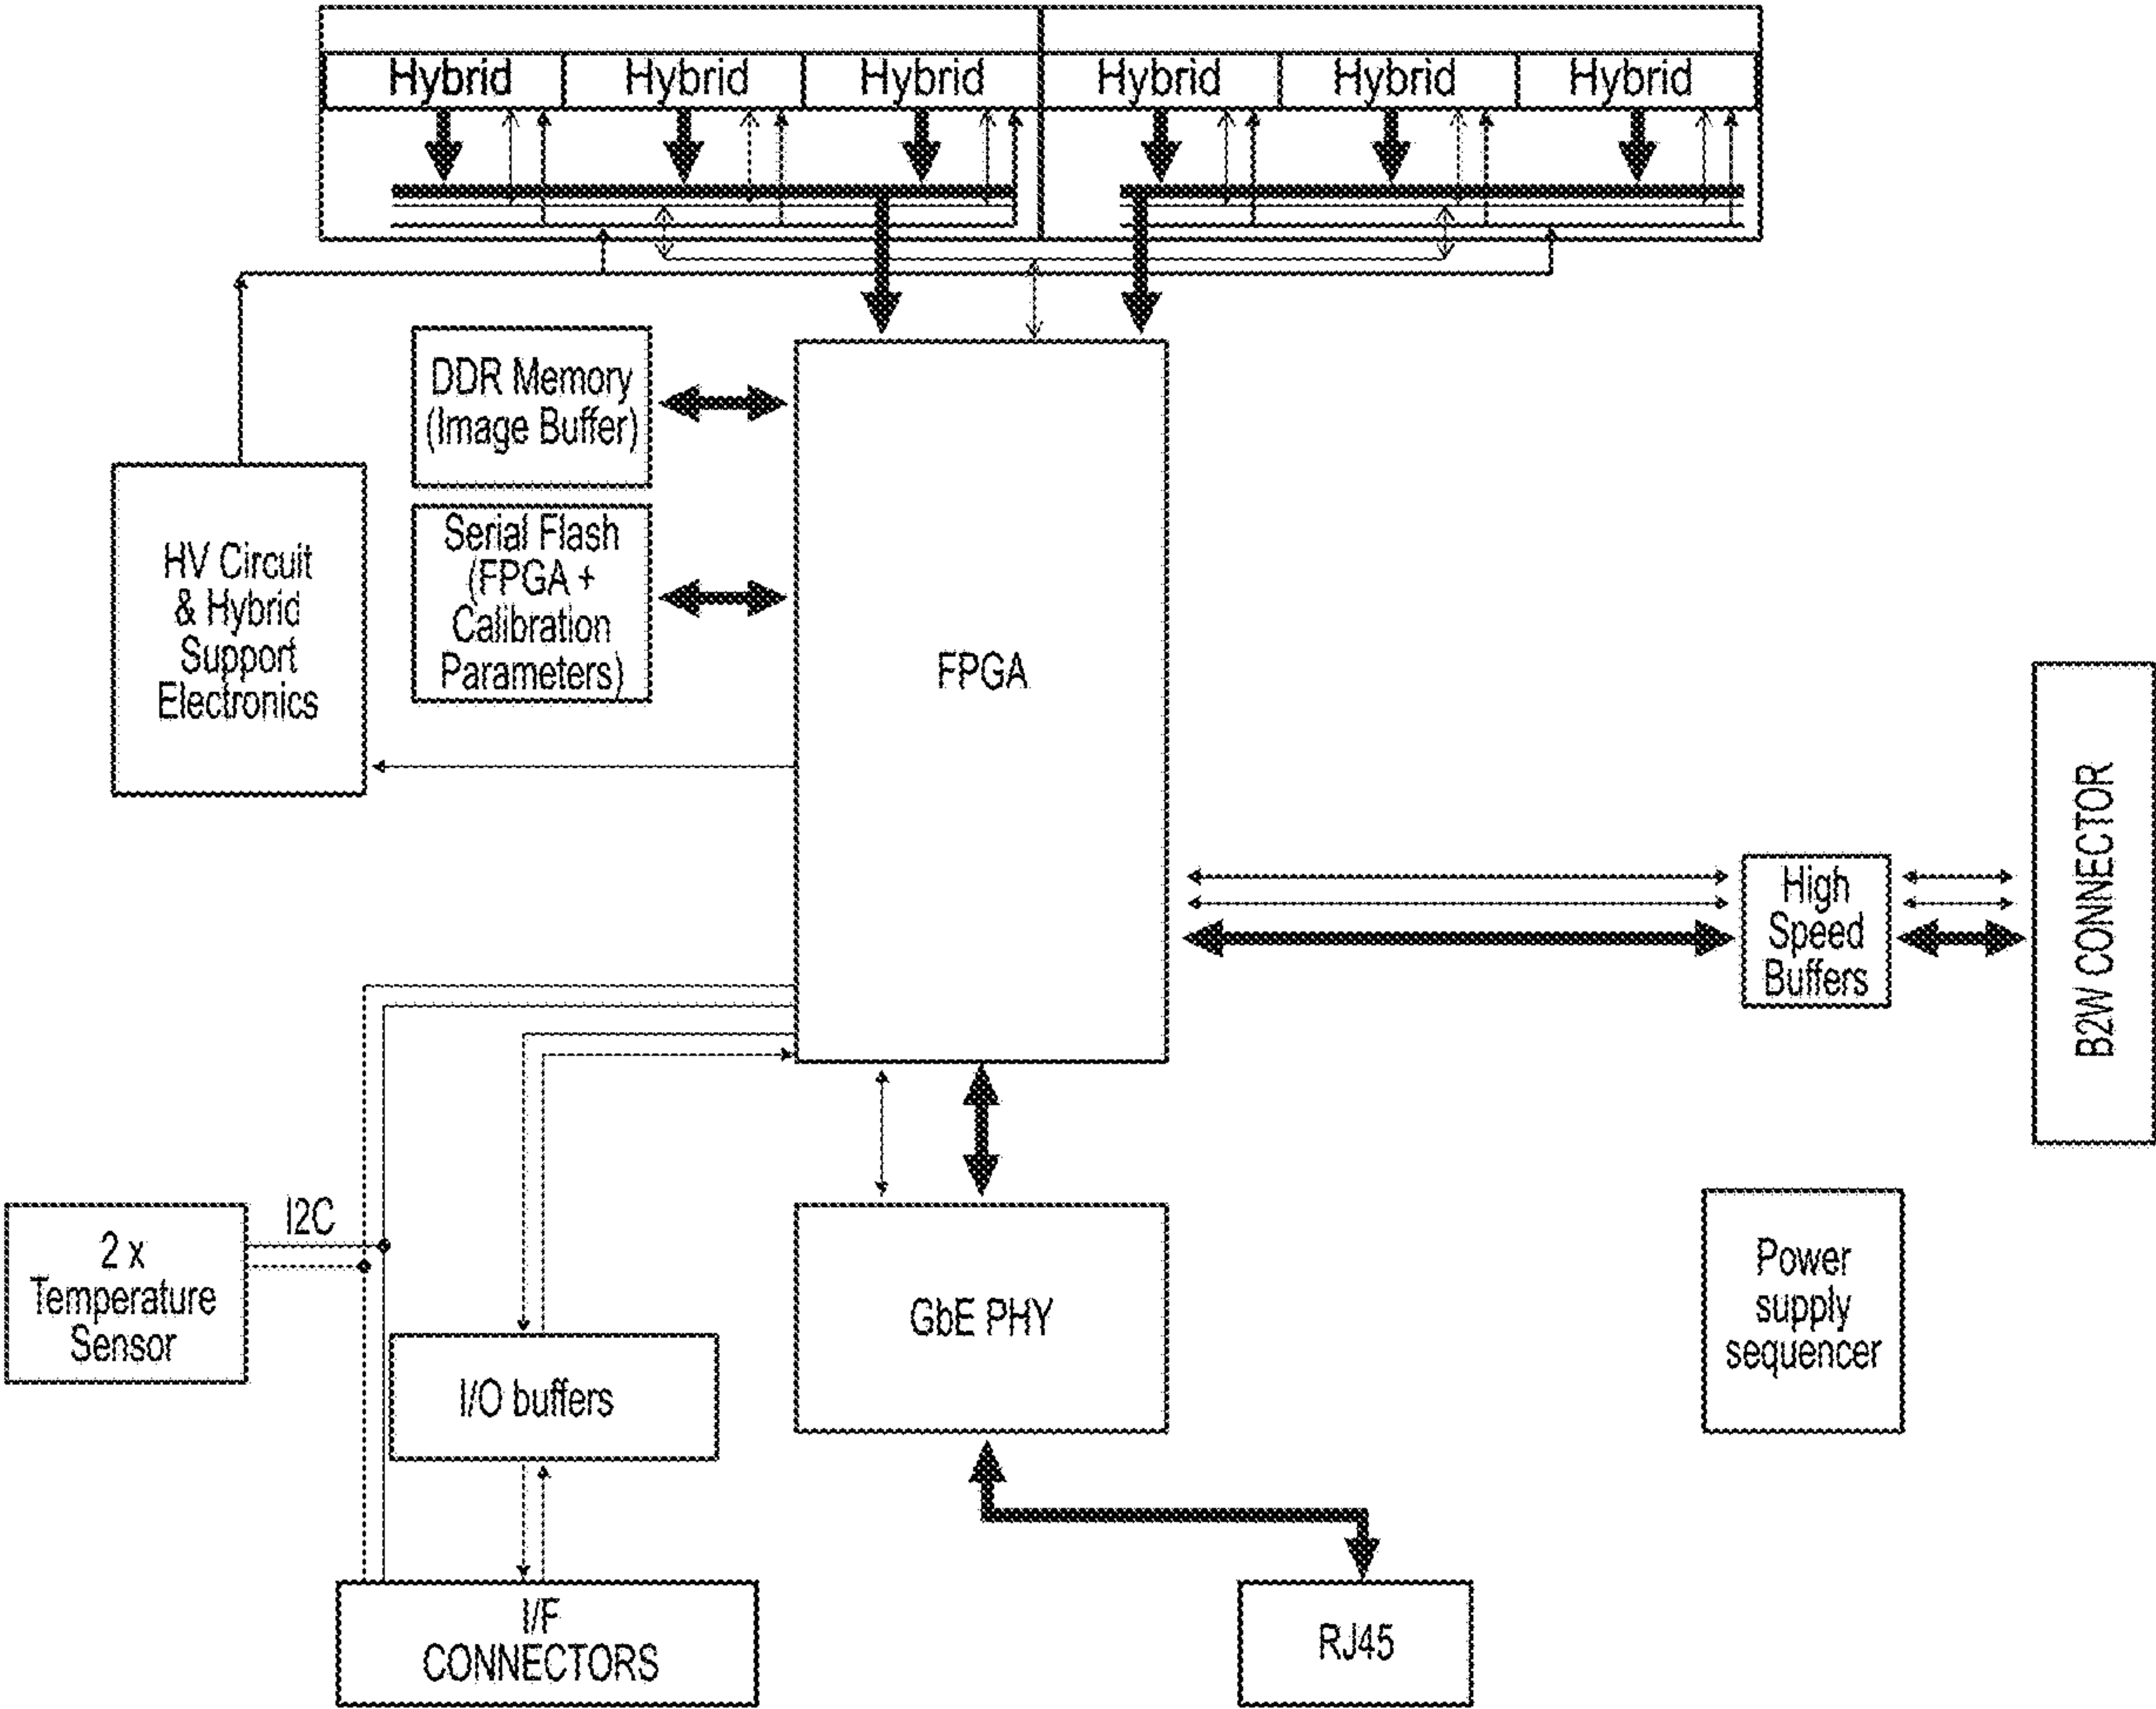 Hybrid Hybrid Hybrid Hybrid Hybrid Hybrid
DDR Memory
(Image Buffer)
Serial Flash
(FPGA +
Calibration
Parameters)
HV Circuit
& Hybrid
Support
Electronics
FPGA
High
Speed
Buffers
B2W CONNECTOR
I2C
2 x
Temperature
Sensor
I/O buffers
GbE PHY
Power
supply
sequencer
I/F
CONNECTORS
RJ45